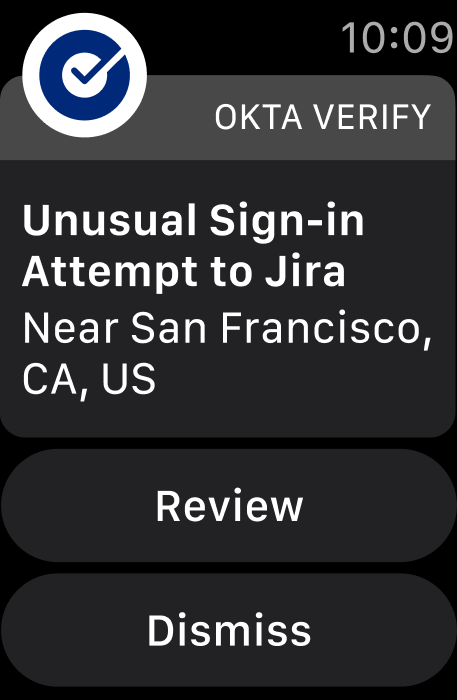 10:09
OKTA VERIFY
Unusual Sign-in
Attempt to Jira
Near San Francisco,
CA, US
Review
Dismiss